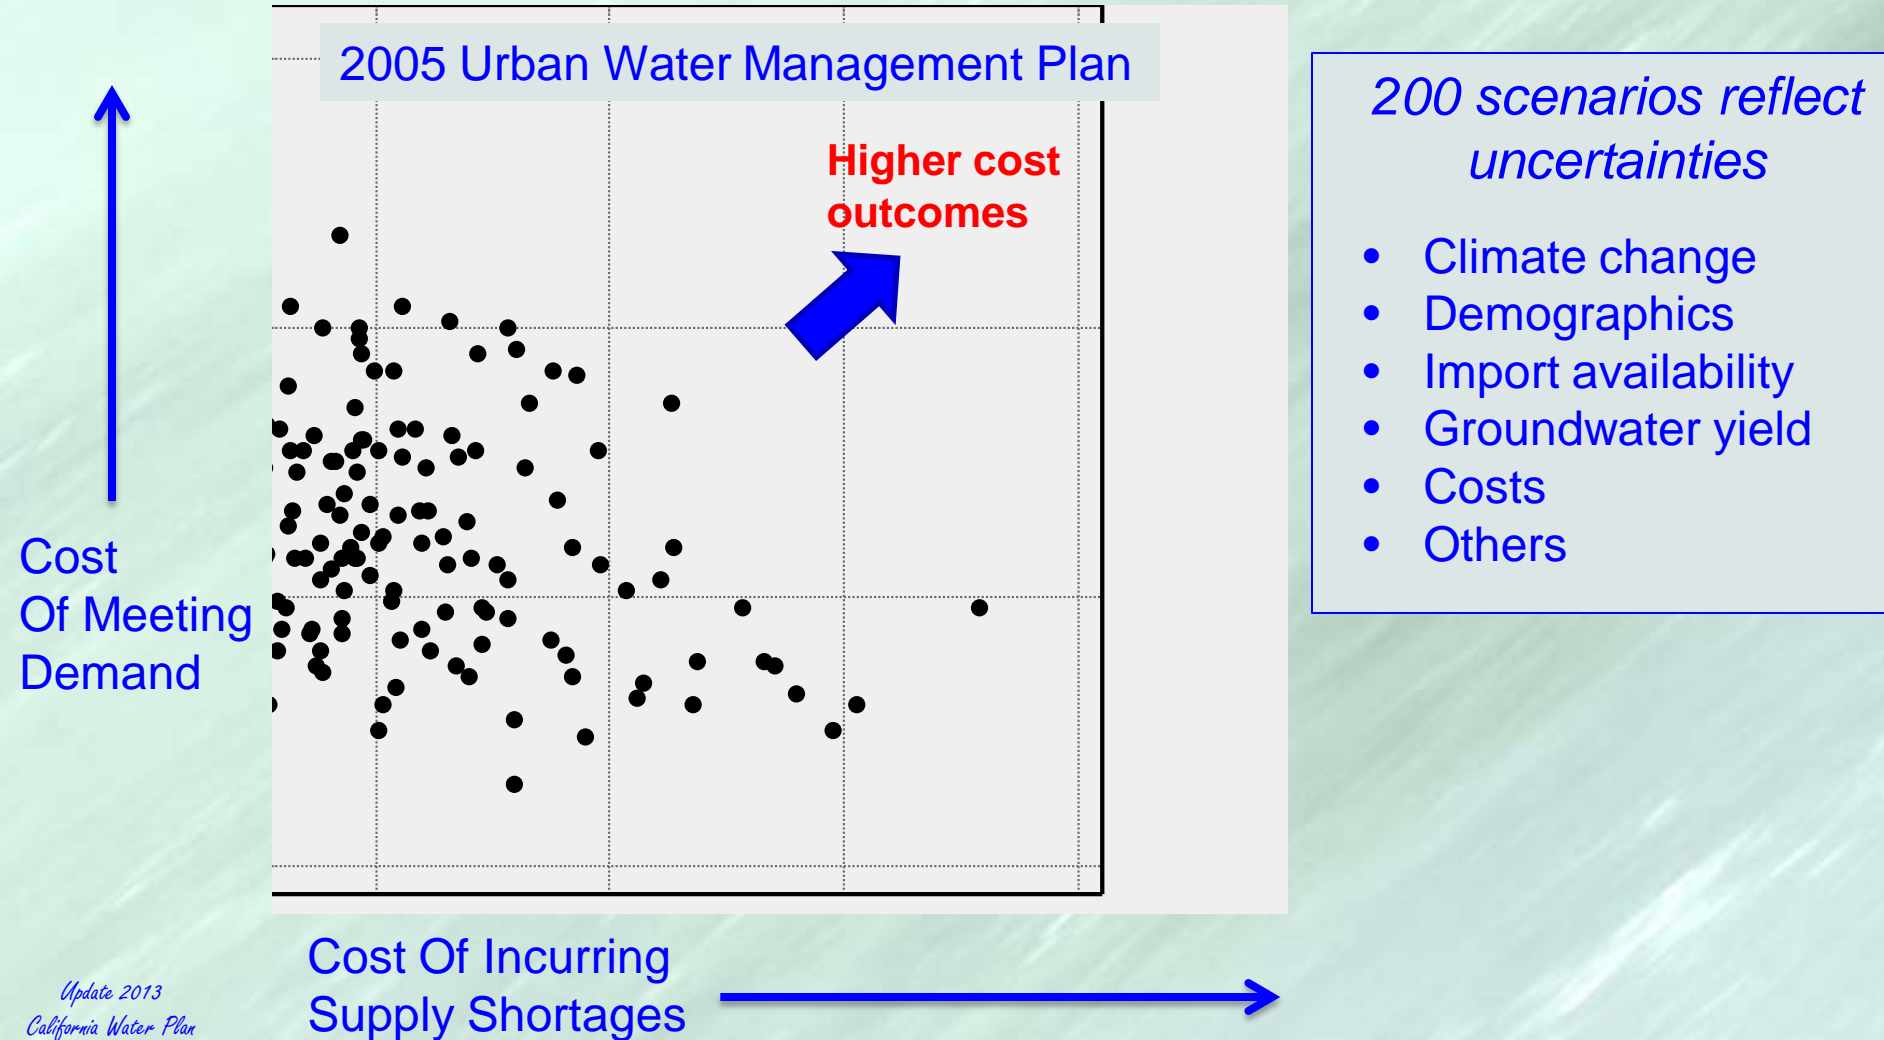 2005 Urban Water Management Plan
Higher cost
outcomes
200 scenarios reflect
uncertainties
• Climate change
• Demographics
• Import availability
• Groundwater yield
• Costs
• Others
Cost
Of Meeting
Demand
Cost Of Incurring
Supply Shortages
Update 2013
California Water Plan